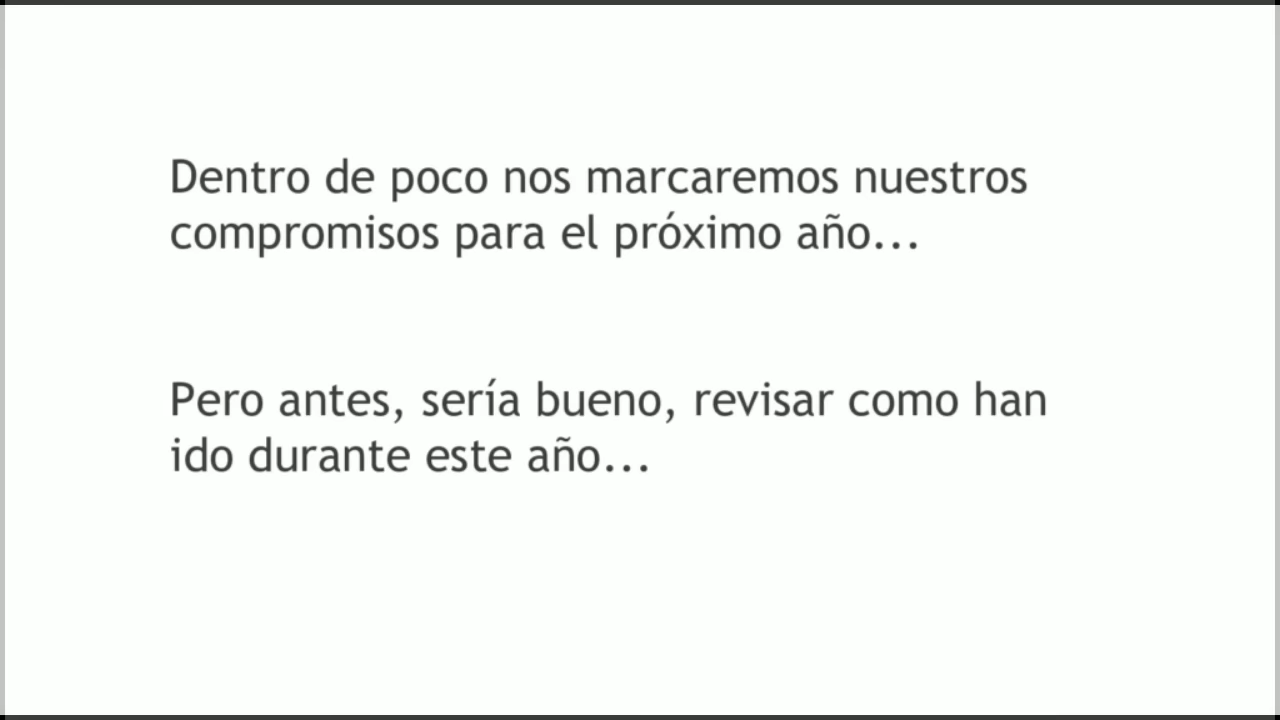 Dentro de poco nos marcaremos nuestros
compromisos para el próximo año...
Pero antes, sería bueno, revisar como han
ido durante este año...